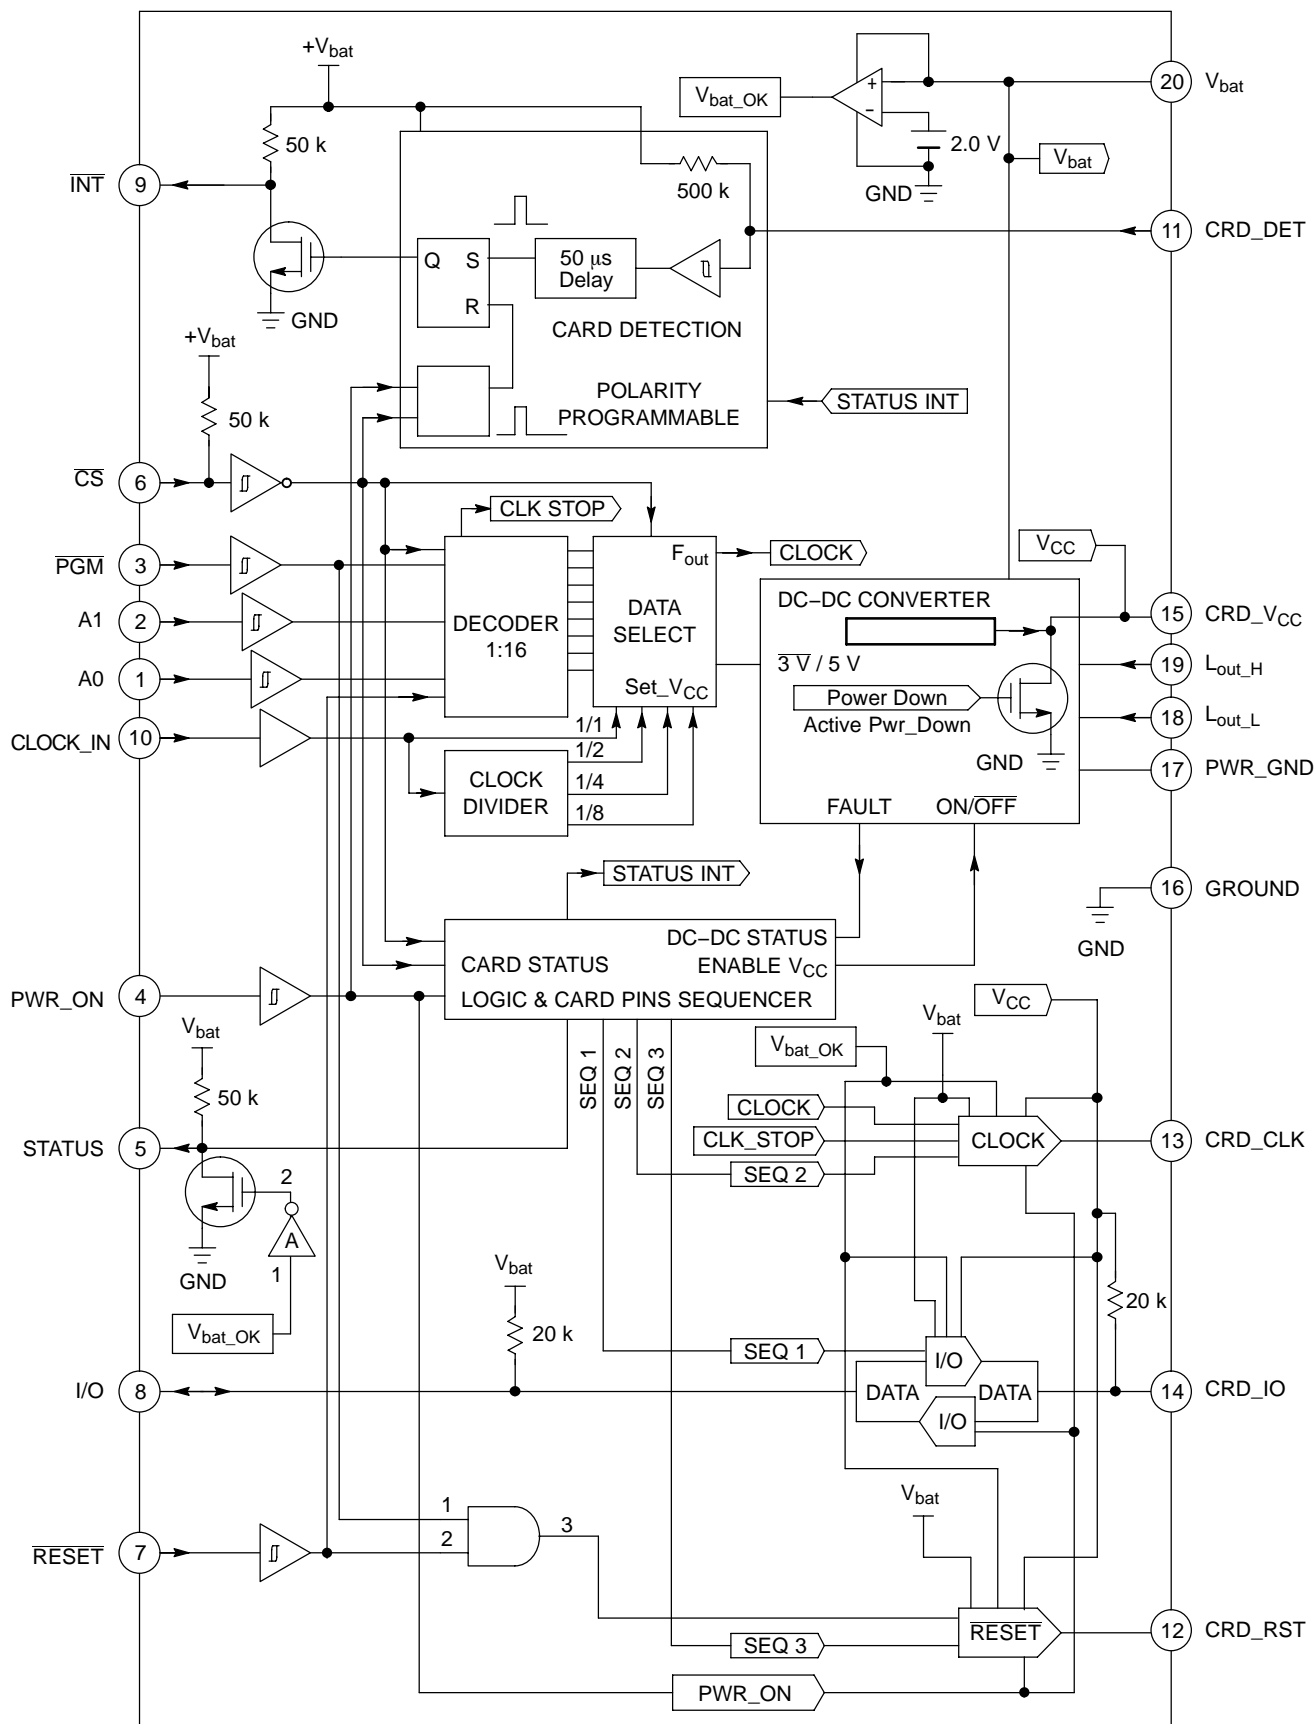 +Vbat
Vbat_OK
+
−
20
Vbat
50 k
2.0 V
Vbat
INT
9
500 k
GND
11
CRD_DET
Q
S
50 µs
Delay
R
GND
CARD DETECTION
+Vbat
POLARITY
PROGRAMMABLE
STATUS INT
50 k
CS
6
CLK STOP
Fout
CLOCK
VCC
PGM
3
DC−DC CONVERTER
A1
2
DECODER
1:16
DATA
SELECT
15
CRD_VCC
3 V / 5 V
19
Lout_H
A0
1
Set_VCC
Power Down
Active Pwr_Down
18
Lout_L
CLOCK_IN
10
1/1
1/2
GND
17
PWR_GND
CLOCK
DIVIDER
1/4
1/8
FAULT
ON/OFF
STATUS INT
16
GROUND
GND
DC−DC STATUS
CARD STATUS
ENABLE VCC
PWR_ON
4
LOGIC & CARD PINS SEQUENCER
VCC
Vbat
Vbat
Vbat_OK
SEQ 1
SEQ 2
SEQ 3
50 k
CLOCK
STATUS
5
CLK_STOP
CLOCK
13
CRD_CLK
SEQ 2
2
A
GND
1
Vbat
20 k
Vbat_OK
20 k
SEQ 1
I/O
I/O
8
DATA
DATA
14
CRD_IO
I/O
Vbat
1
3
2
RESET
7
RESET
12
CRD_RST
SEQ 3
PWR_ON